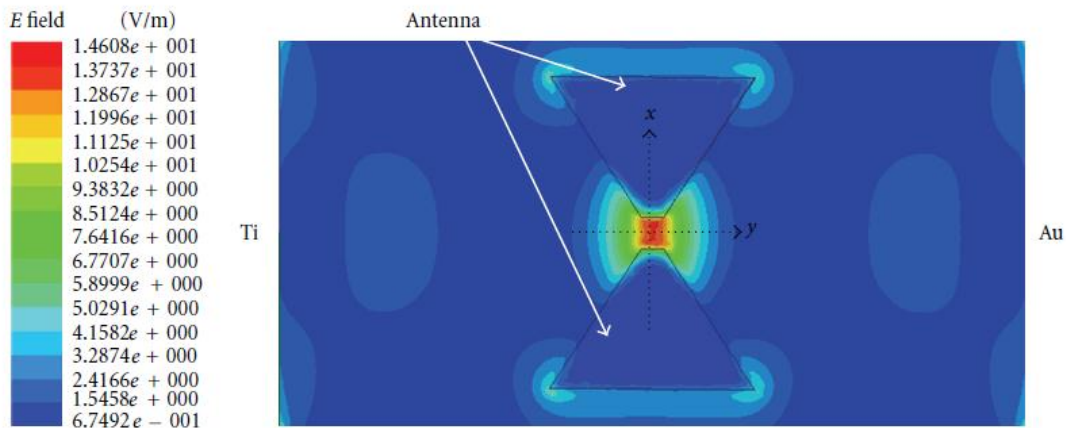 E field (V/m)
1.4608e + 001
1.3737e + 001
1.2867e + 001
1.1996e + 001
1.1125e + 001
1.0254e + 001
9.3832e + 000
8.5124e + 000
7.6416e + 000
6.7707e + 000
5.8999e + 000
5.0291e + 000
4.1582e + 000
3.2874e + 000
2.4166e + 000
1.5458e + 000
6.7492e − 001
Antenna
x
y
Ti
Au